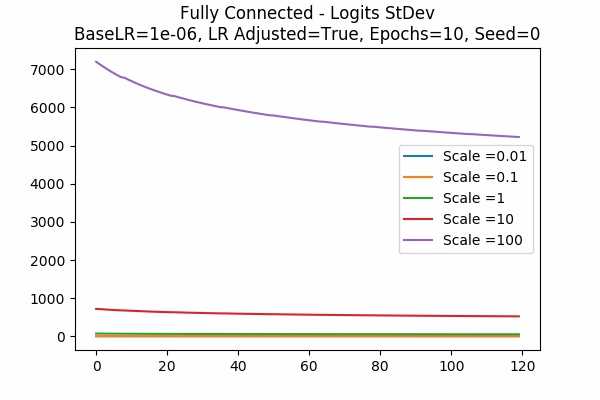 Fully Connected - Logits StDev
BaseLR=1e-06, LR Adjusted=True, Epochs=10, Seed=0
7000
6000
5000
4000
3000
2000
1000
0
Scale =0.01
Scale =0.1
Scale =1
Scale =10
Scale =100
0 20 40 60 80 100 120